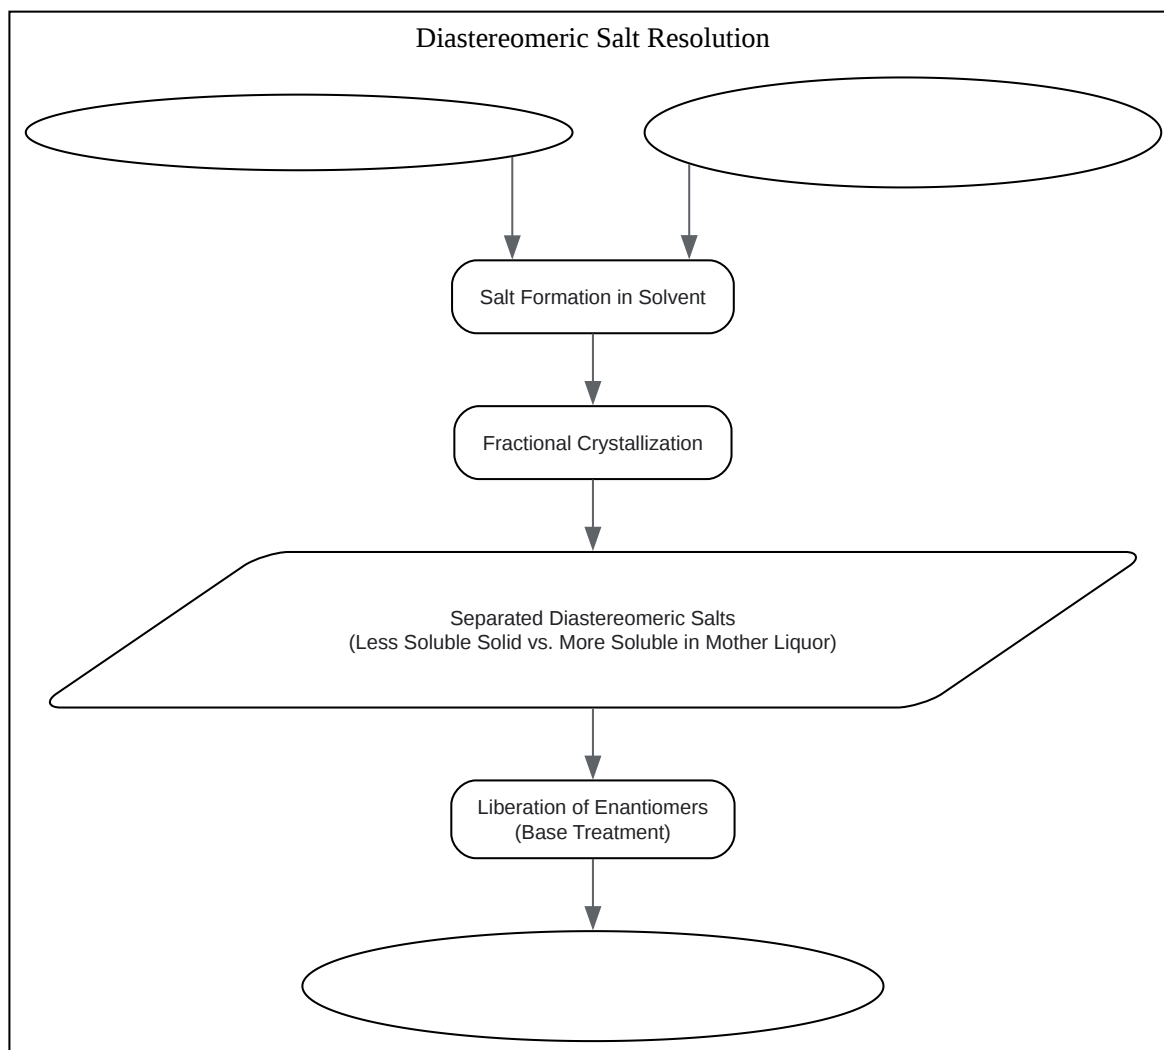 Diastereomeric Salt Resolution
Salt Formation in Solvent
Fractional Crystallization
Separated Diastereomeric Salts
(Less Soluble Solid vs. More Soluble in Mother Liquor)
Liberation of Enantiomers
(Base Treatment)